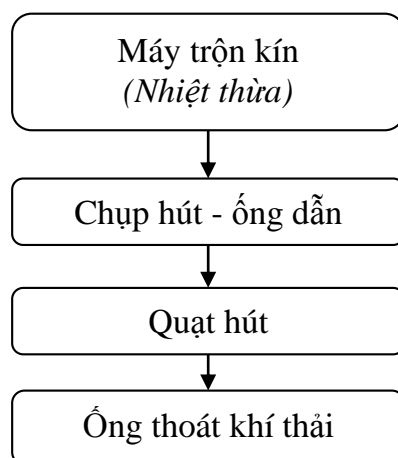 Máy trộn kín
(Nhiệt thừa)
Chụp hút - ống dẫn
Quạt hút
Ống thoát khí thải